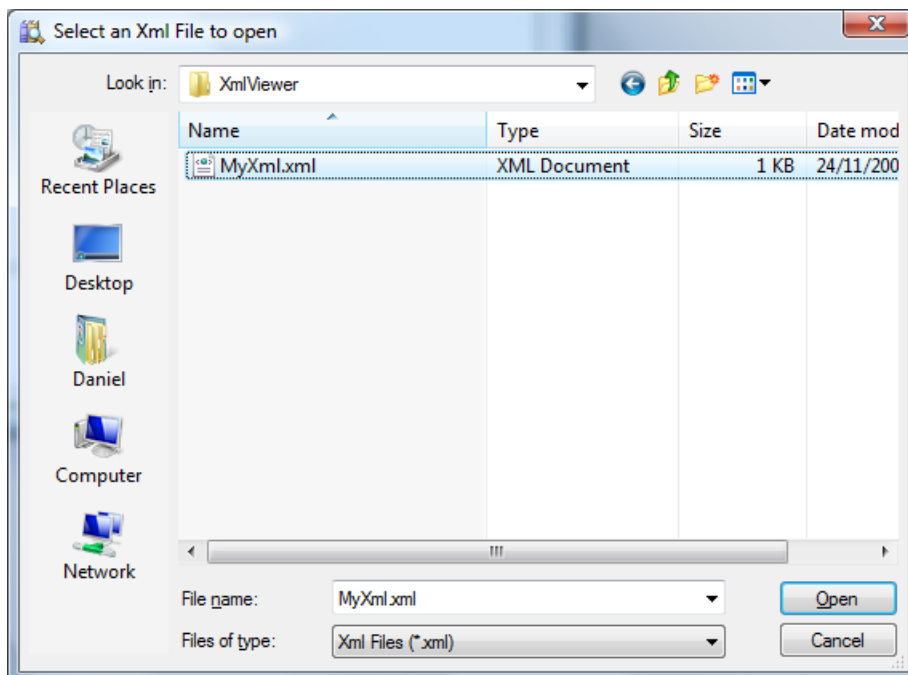 Select an Xml File to open
Look in: XmlViewer
Name Type Size Date mod
MyXml.xml XML Document 1 KB 24/11/200
Recent Places
Desktop
Daniel
Computer
Network
File name: MyXml.xml Open
Files of type: Xml Files (*.xml) Cancel